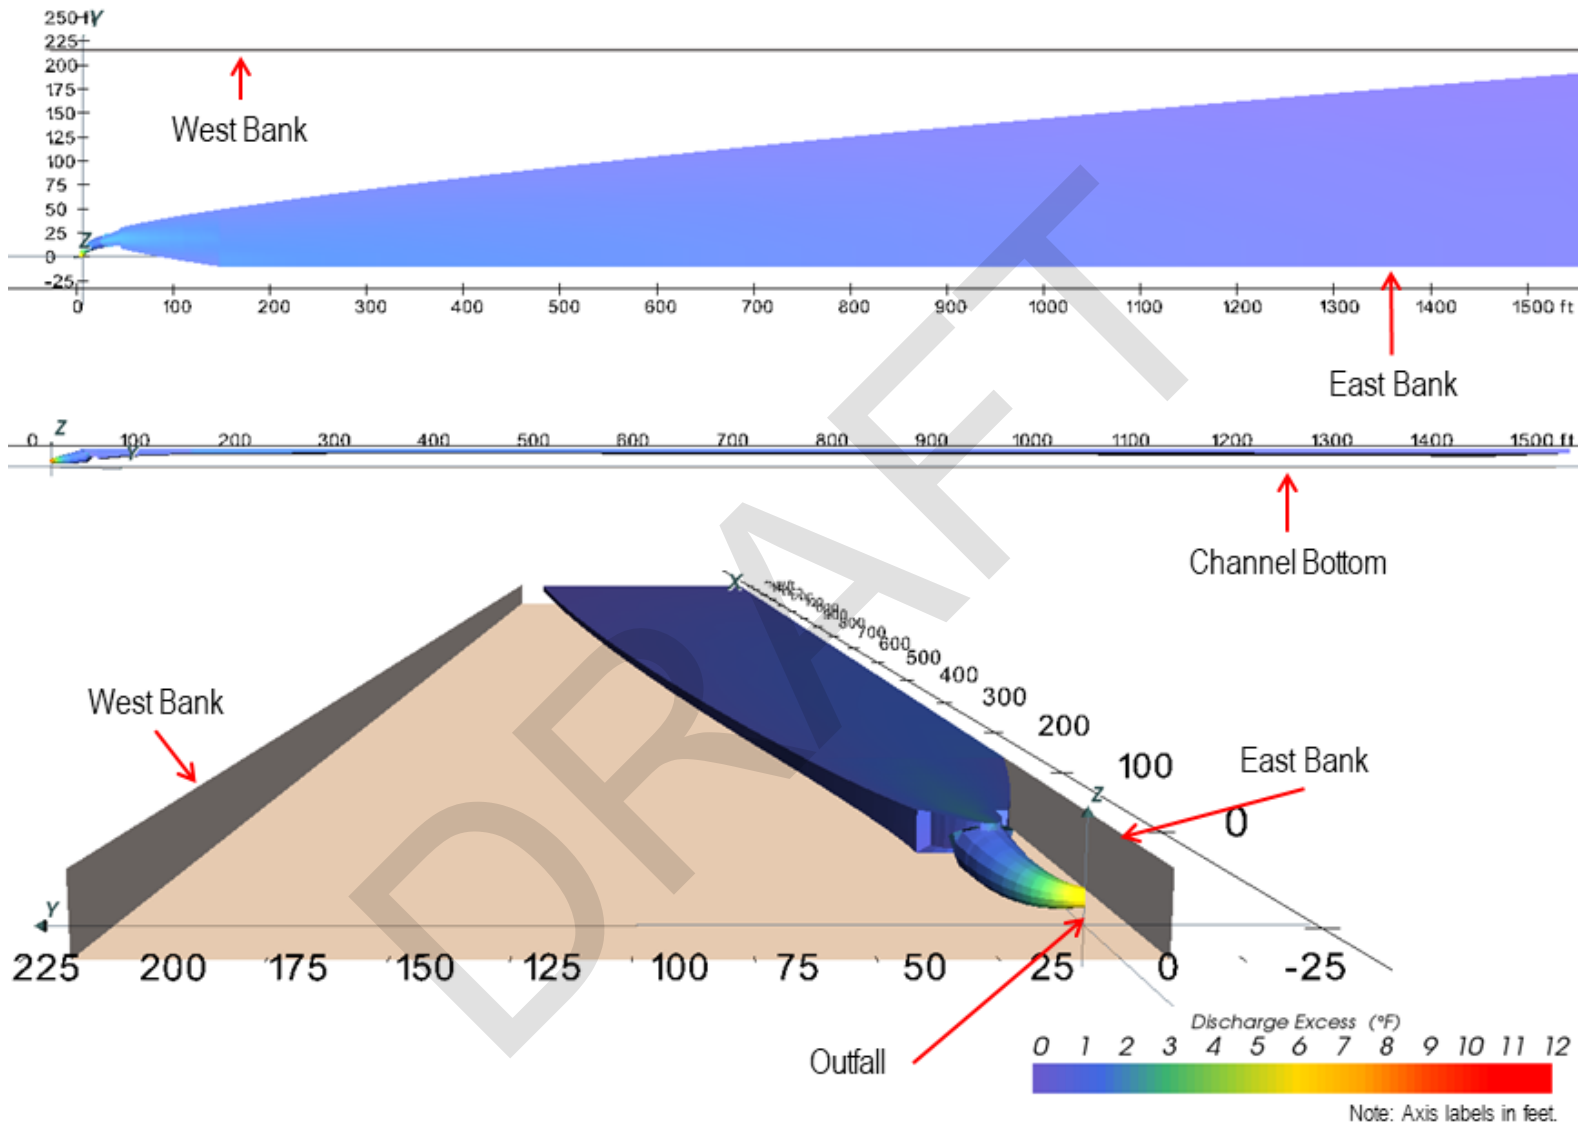 250 ft Y
225
200
175
150
125
100
75
50
25
Z
0
-25
West Bank
0 100 200 300 400 500 600 700 800 900 1000 1100 1200 1300 1400 1500 ft
East Bank
Z
0 100 200 300 400 500 600 700 800 900 1000 1100 1200 1300 1400 1500 ft
Y
Channel Bottom
X
900
800
700
600
500
400
300
200
100
0
West Bank
East Bank
Z
Y
225 200 175 150 125 100 75 50 25 0 -25
Outfall
Discharge Excess (°F)
0 1 2 3 4 5 6 7 8 9 10 11 12
Note: Axis labels in feet.
DRAFT